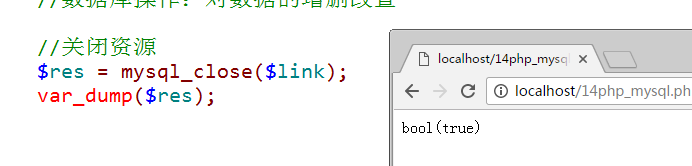 //数据库操作：对数据的增删改查
//关闭资源
$res = mysql_close($link);
var_dump($res);
localhost/14php_mysq
localhost/14php_mysql.ph
bool(true)